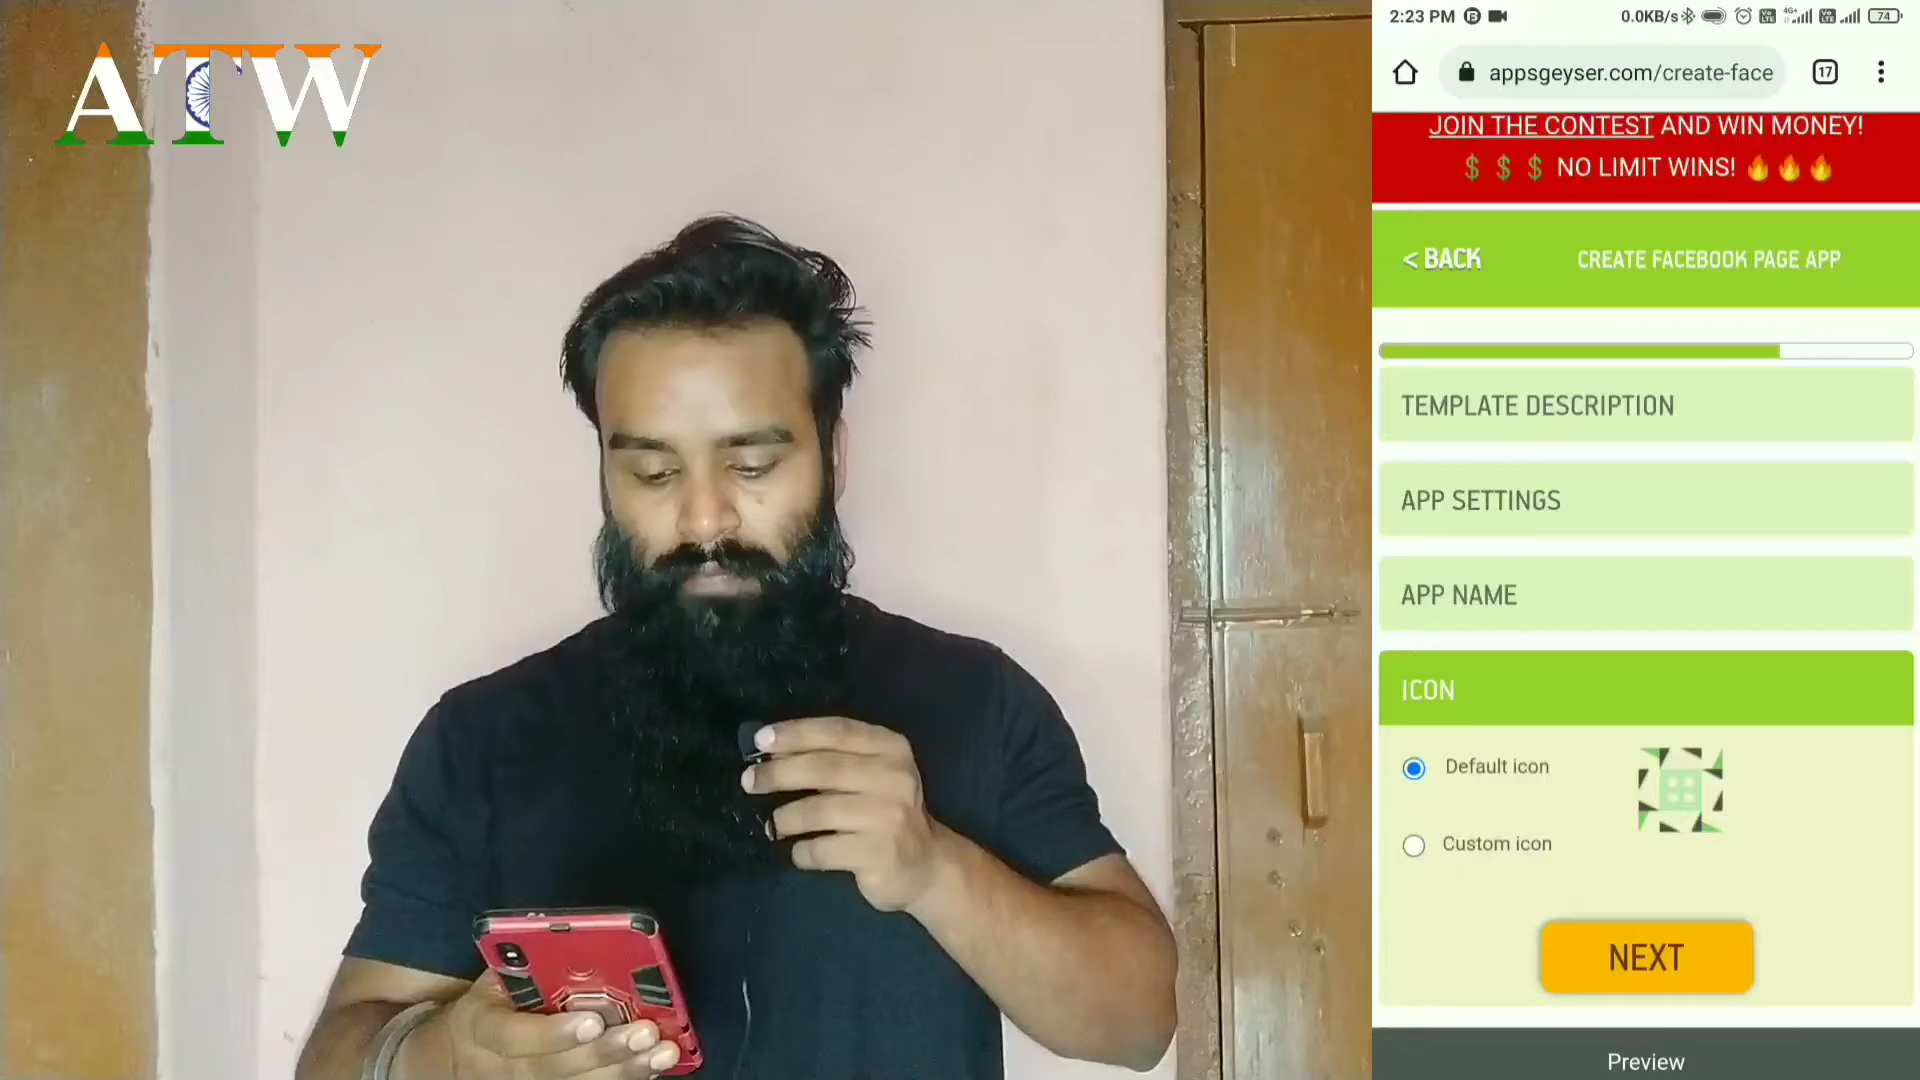 ATW
2:23 PM
0.0KB/s
4G+
74
appsgeyser.com/create-face
17
JOIN THE CONTEST AND WIN MONEY!
$ $ $ NO LIMIT WINS! 🔥🔥🔥
< BACK
CREATE FACEBOOK PAGE APP
TEMPLATE DESCRIPTION
APP SETTINGS
APP NAME
ICON
Default icon
Custom icon
NEXT
Preview